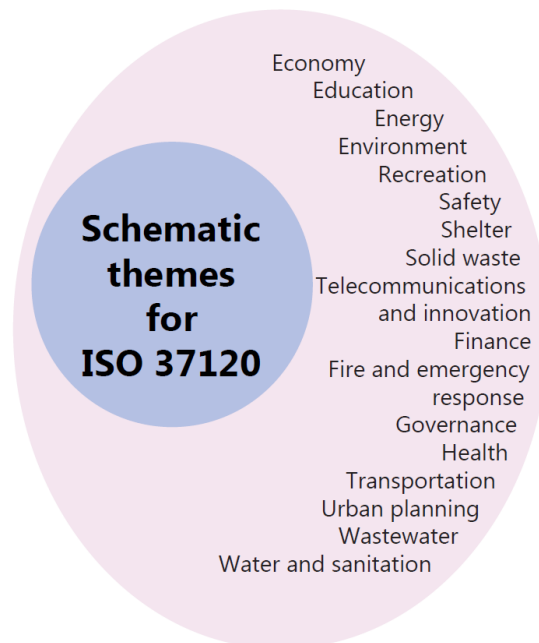 Economy
Education
Energy
Environment
Recreation
Safety
Shelter
Solid waste
Telecommunications
and innovation
Finance
Fire and emergency
response
Governance
Health
Transportation
Urban planning
Wastewater
Water and sanitation
Schematic
themes
for
ISO 37120